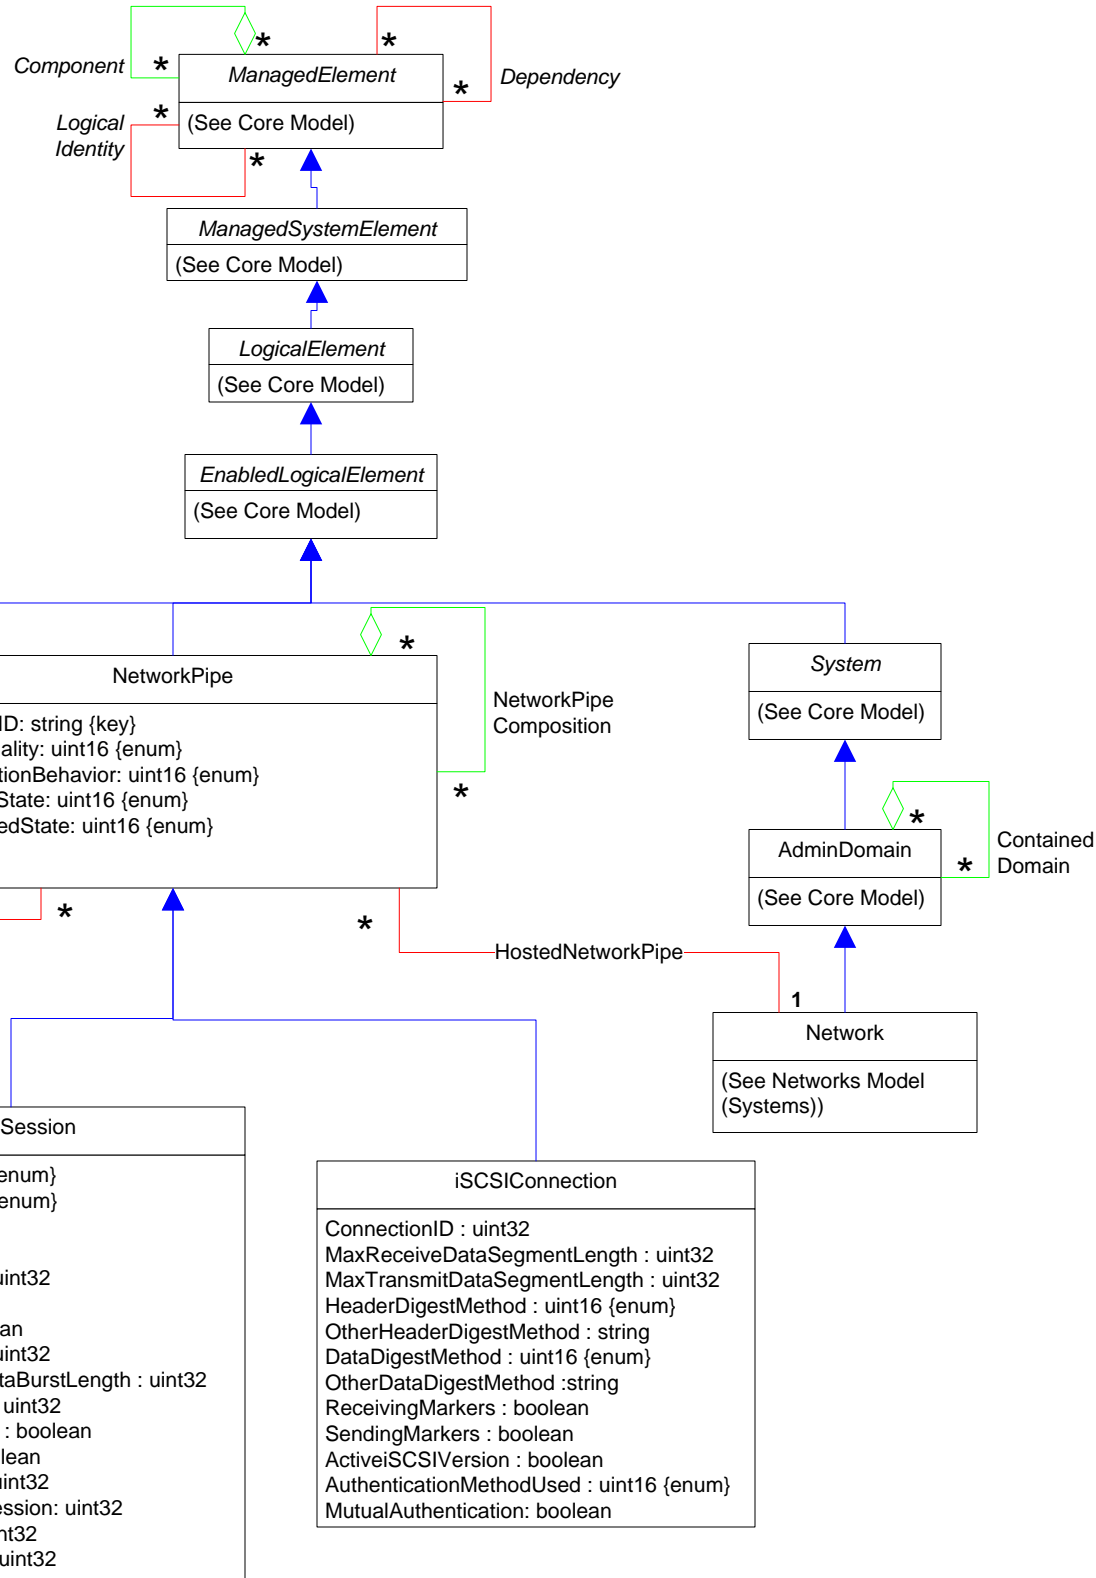 Component
*
*
ManagedElement
*
*
Dependency
(See Core Model)
Logical
Identity
*
*
ManagedSystemElement
(See Core Model)
LogicalElement
(See Core Model)
EnabledLogicalElement
(See Core Model)
NetworkPipe
ID: string {key}
ality: uint16 {enum}
tionBehavior: uint16 {enum}
State: uint16 {enum}
edState: uint16 {enum}
*
NetworkPipe
Composition
*
System
(See Core Model)
*
AdminDomain
*
Contained
Domain
(See Core Model)
*
*
HostedNetworkPipe
1
Network
(See Networks Model
(Systems))
Session
enum}
enum}
uint32
an
uint32
taBurstLength : uint32
uint32
: boolean
lean
uint32
ession: uint32
nt32
uint32
iSCSIConnection
ConnectionID : uint32
MaxReceiveDataSegmentLength : uint32
MaxTransmitDataSegmentLength : uint32
HeaderDigestMethod : uint16 {enum}
OtherHeaderDigestMethod : string
DataDigestMethod : uint16 {enum}
OtherDataDigestMethod :string
ReceivingMarkers : boolean
SendingMarkers : boolean
ActiveiSCSIVersion : boolean
AuthenticationMethodUsed : uint16 {enum}
MutualAuthentication: boolean